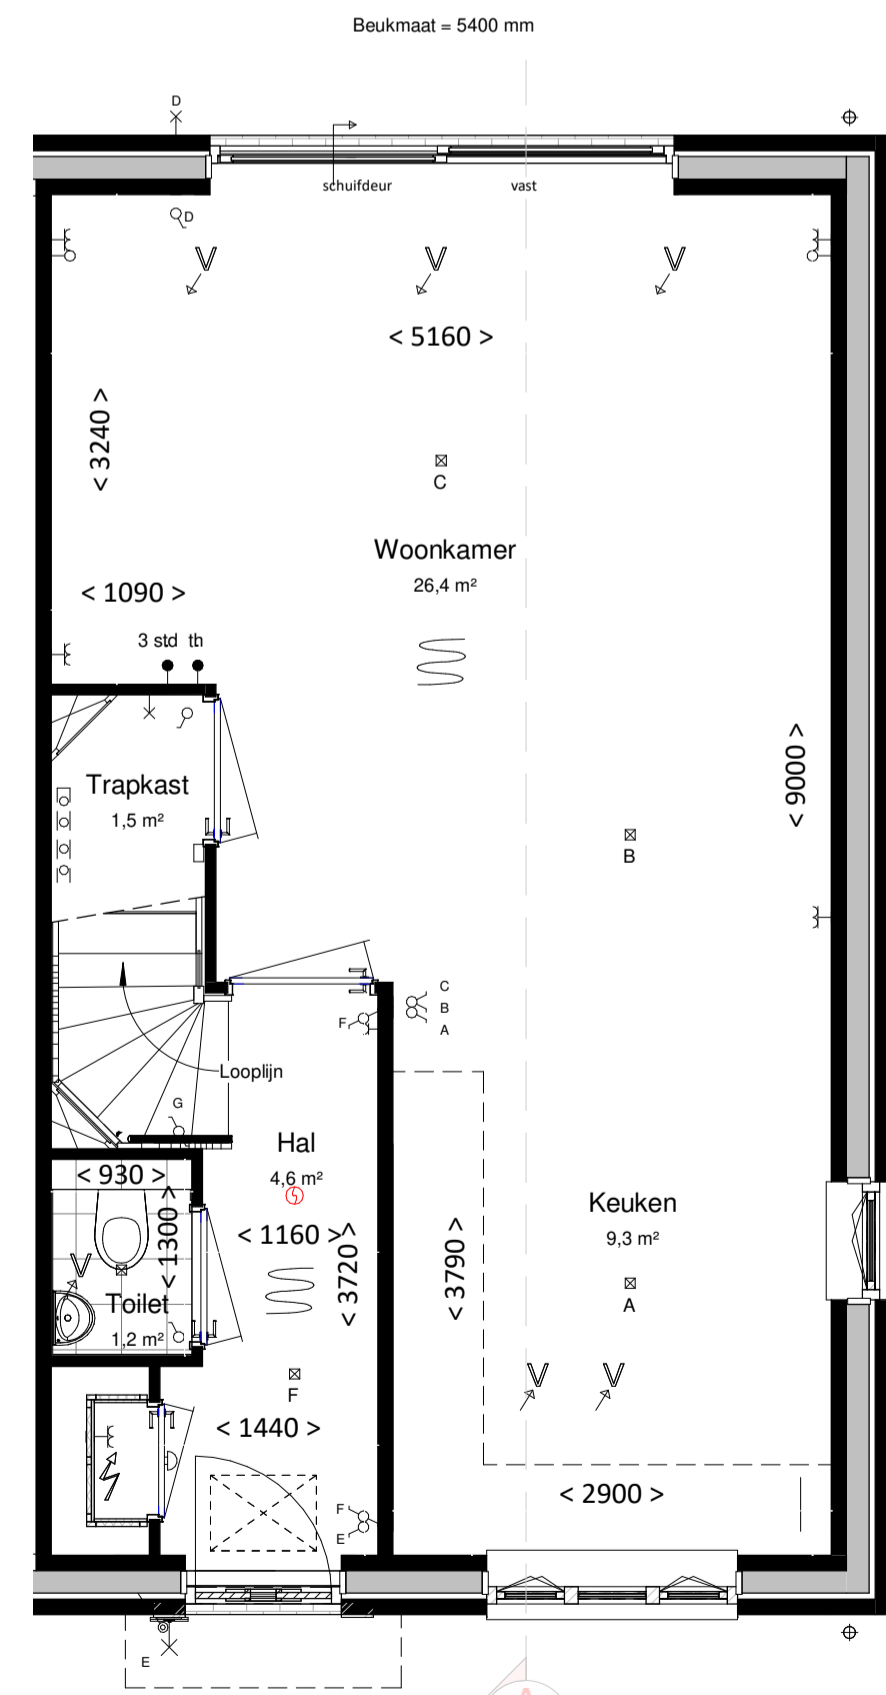 Beukmaat = 5400 mm
D
schuifdeur
vast
D
V
V
V
< 5160 >
< 3240 >
C
Woonkamer
26,4 m²
< 1090 >
3 std th
Trapkast
1,5 m²
< 9000 >
B
C
F
B
A
Looplijn
G
Hal
4,6 m²
< 930 >
< 1300 >
< 1160 >
< 3720 >
< 3790 >
Keuken
9,3 m²
V
Toilet
1,2 m²
A
F
V
V
< 1440 >
< 2900 >
F
E
E
A